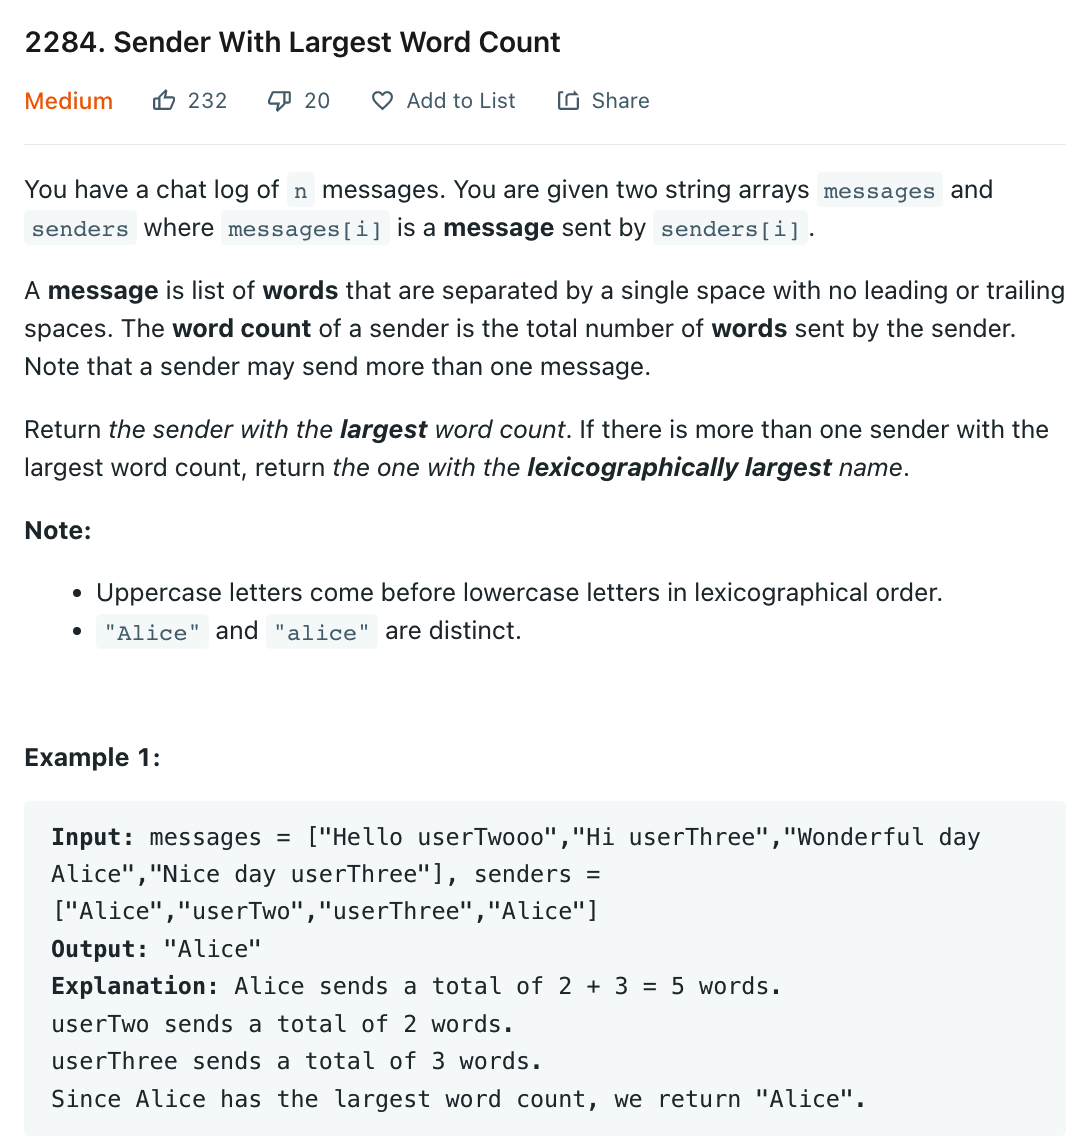 2284. Sender With Largest Word Count
Medium 232 20 Add to List Share
You have a chat log of n messages. You are given two string arrays messages and
senders where messages[i] is a message sent by senders[i].
A message is list of words that are separated by a single space with no leading or trailing
spaces. The word count of a sender is the total number of words sent by the sender.
Note that a sender may send more than one message.
Return the sender with the largest word count. If there is more than one sender with the
largest word count, return the one with the lexicographically largest name.
Note:
• Uppercase letters come before lowercase letters in lexicographical order.
• "Alice" and "alice" are distinct.
Example 1:
Input: messages = ["Hello userTwooo","Hi userThree","Wonderful day
Alice","Nice day userThree"], senders =
["Alice","userTwo","userThree","Alice"]
Output: "Alice"
Explanation: Alice sends a total of 2 + 3 = 5 words.
userTwo sends a total of 2 words.
userThree sends a total of 3 words.
Since Alice has the largest word count, we return "Alice".